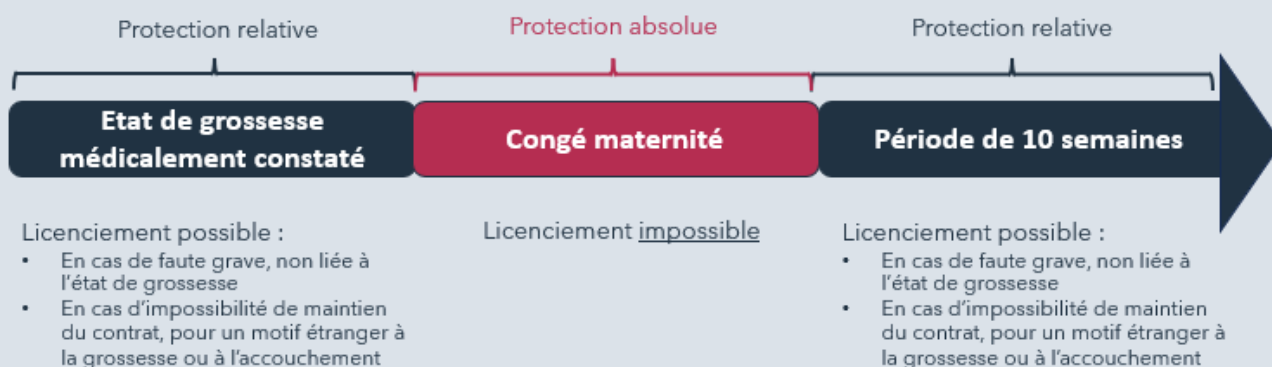 Protection relative
Protection absolue
Protection relative
Etat de grossesse
médicalement constaté
Congé maternité
Période de 10 semaines
Licenciement possible :
• En cas de faute grave, non liée à
l'état de grossesse
• En cas d'impossibilité de maintien
du contrat, pour un motif étranger à
la grossesse ou à l'accouchement
Licenciement impossible
Licenciement possible :
• En cas de faute grave, non liée à
l'état de grossesse
• En cas d'impossibilité de maintien
du contrat, pour un motif étranger à
la grossesse ou à l'accouchement